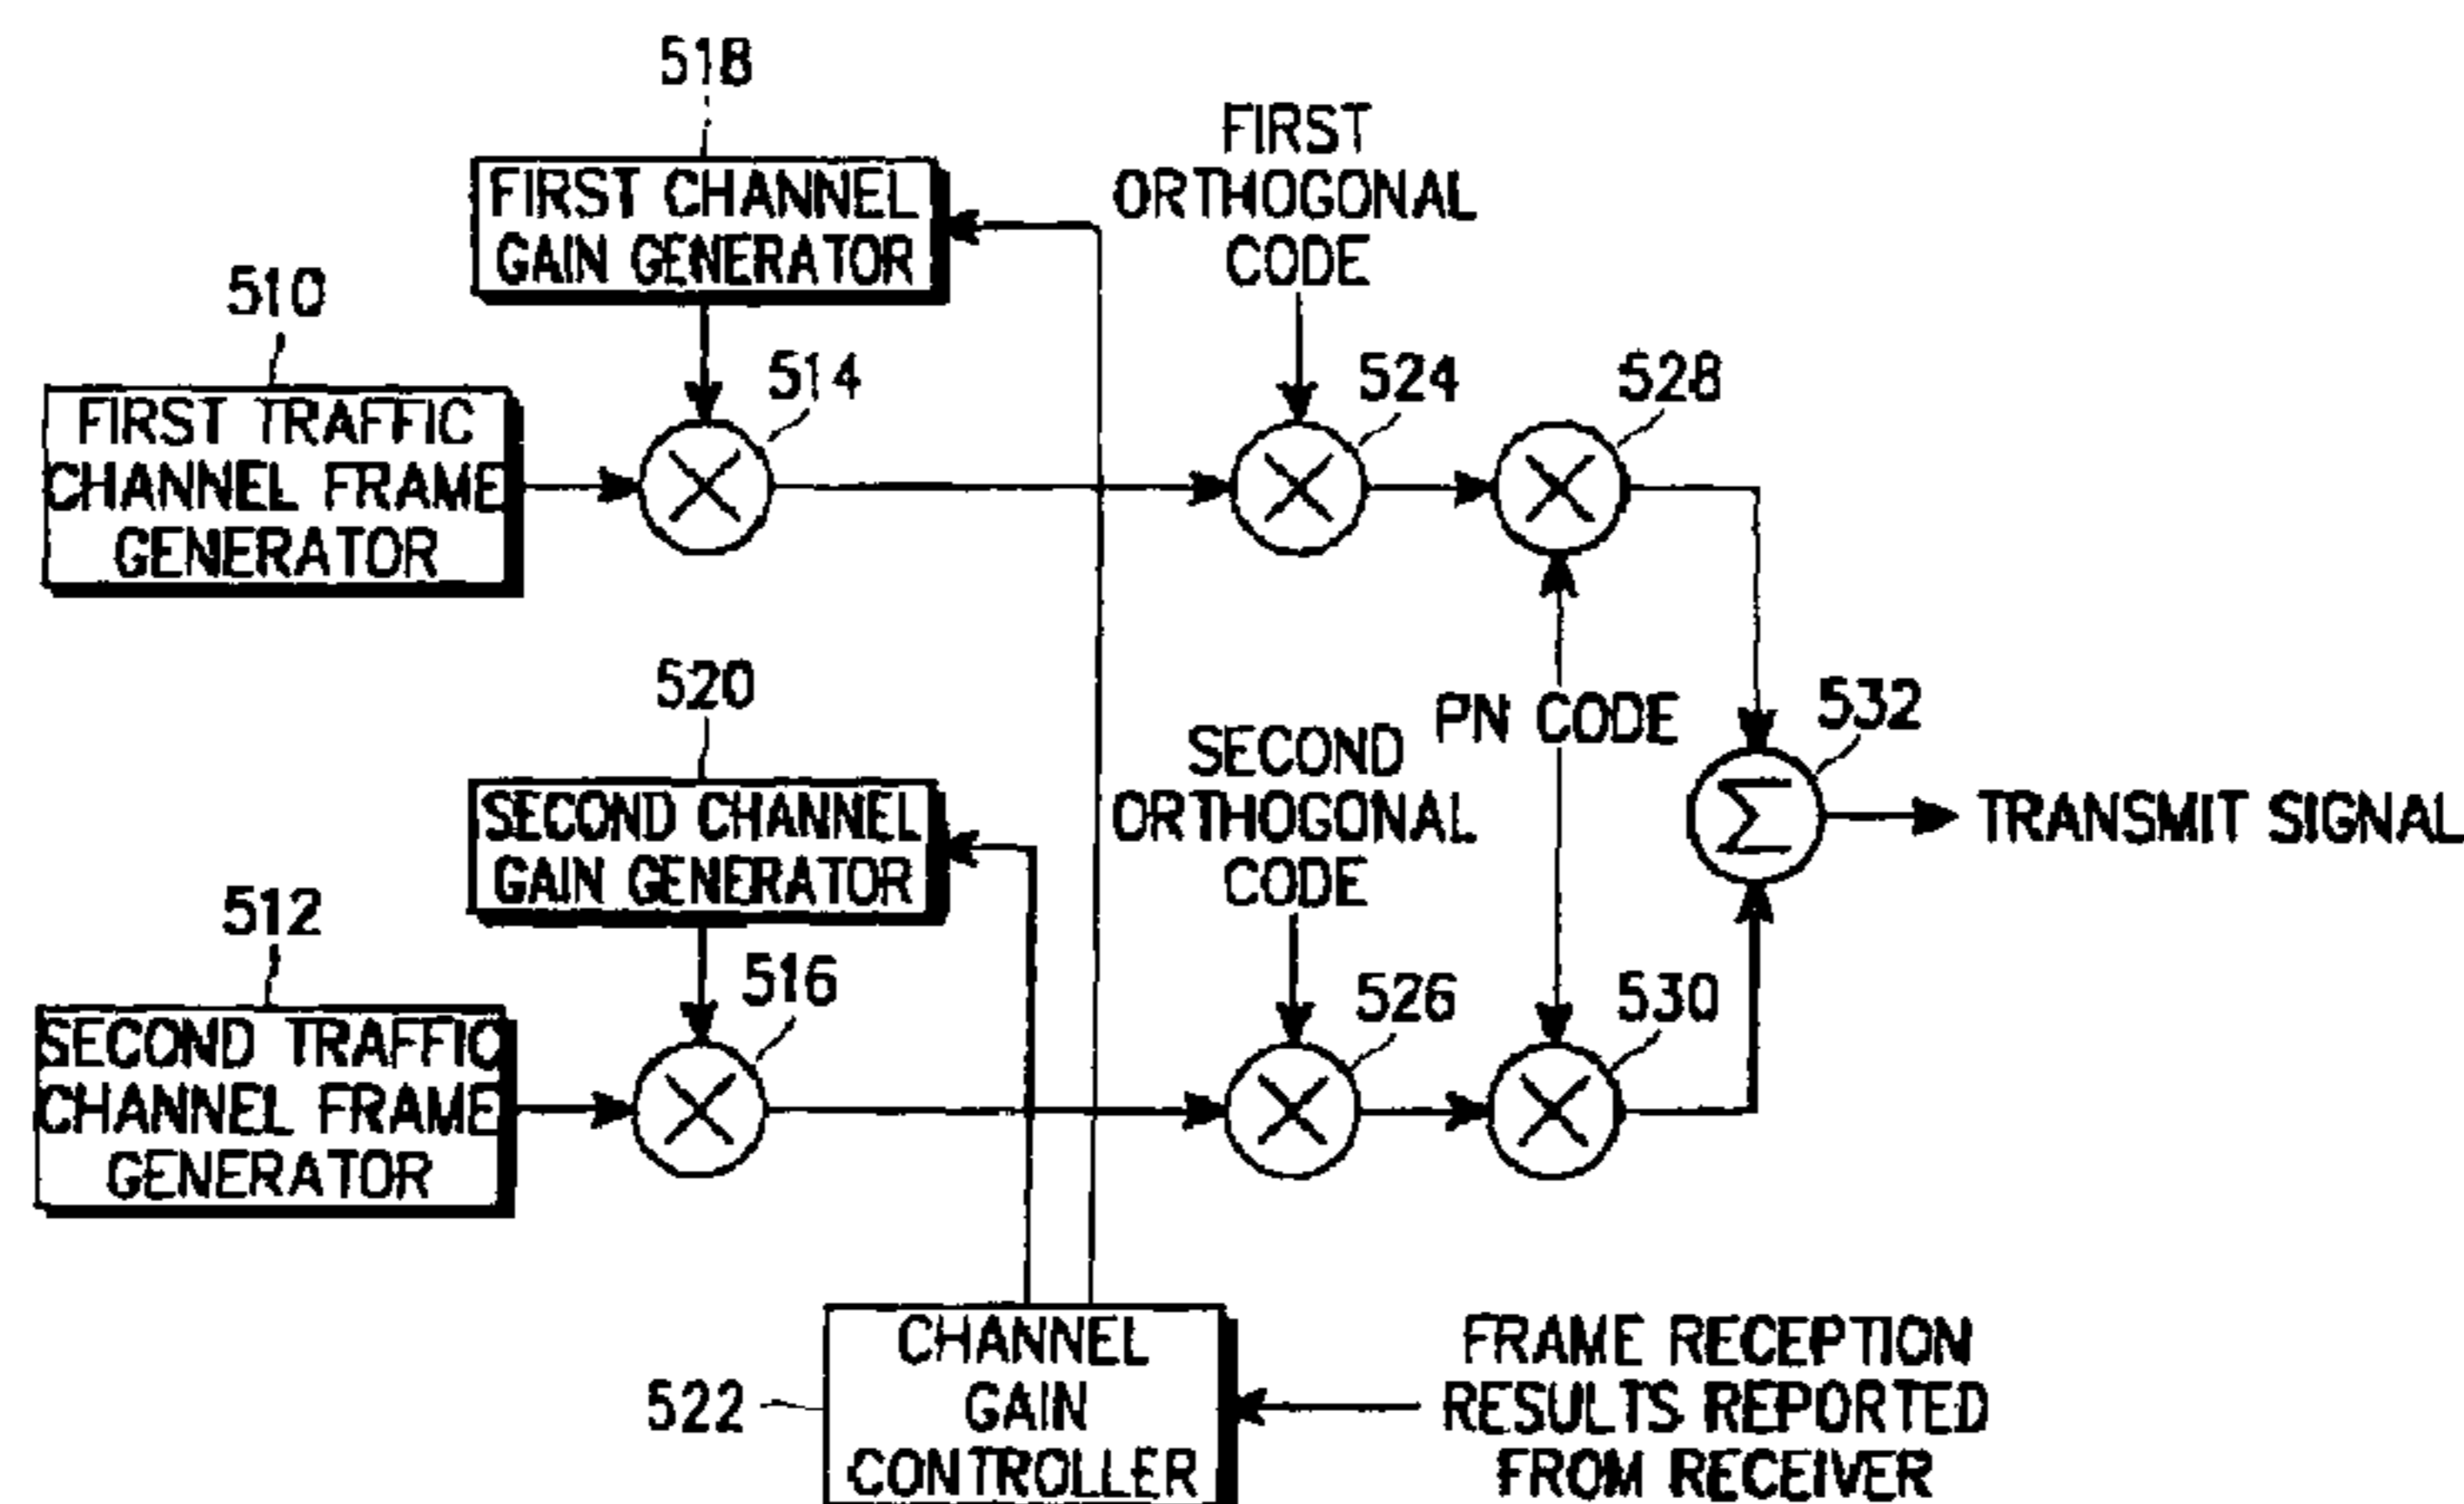 518
FIRST CHANNEL
GAIN GENERATOR
FIRST
ORTHOGONAL
CODE
510
FIRST TRAFFIC
CHANNEL FRAME
GENERATOR
514
524
528
520
SECOND CHANNEL
GAIN GENERATOR
SECOND
ORTHOGONAL
CODE
PN CODE
532
TRANSMIT SIGNAL
512
SECOND TRAFFIC
CHANNEL FRAME
GENERATOR
516
526
530
522
CHANNEL
GAIN
CONTROLLER
FRAME RECEPTION
RESULTS REPORTED
FROM RECEIVER